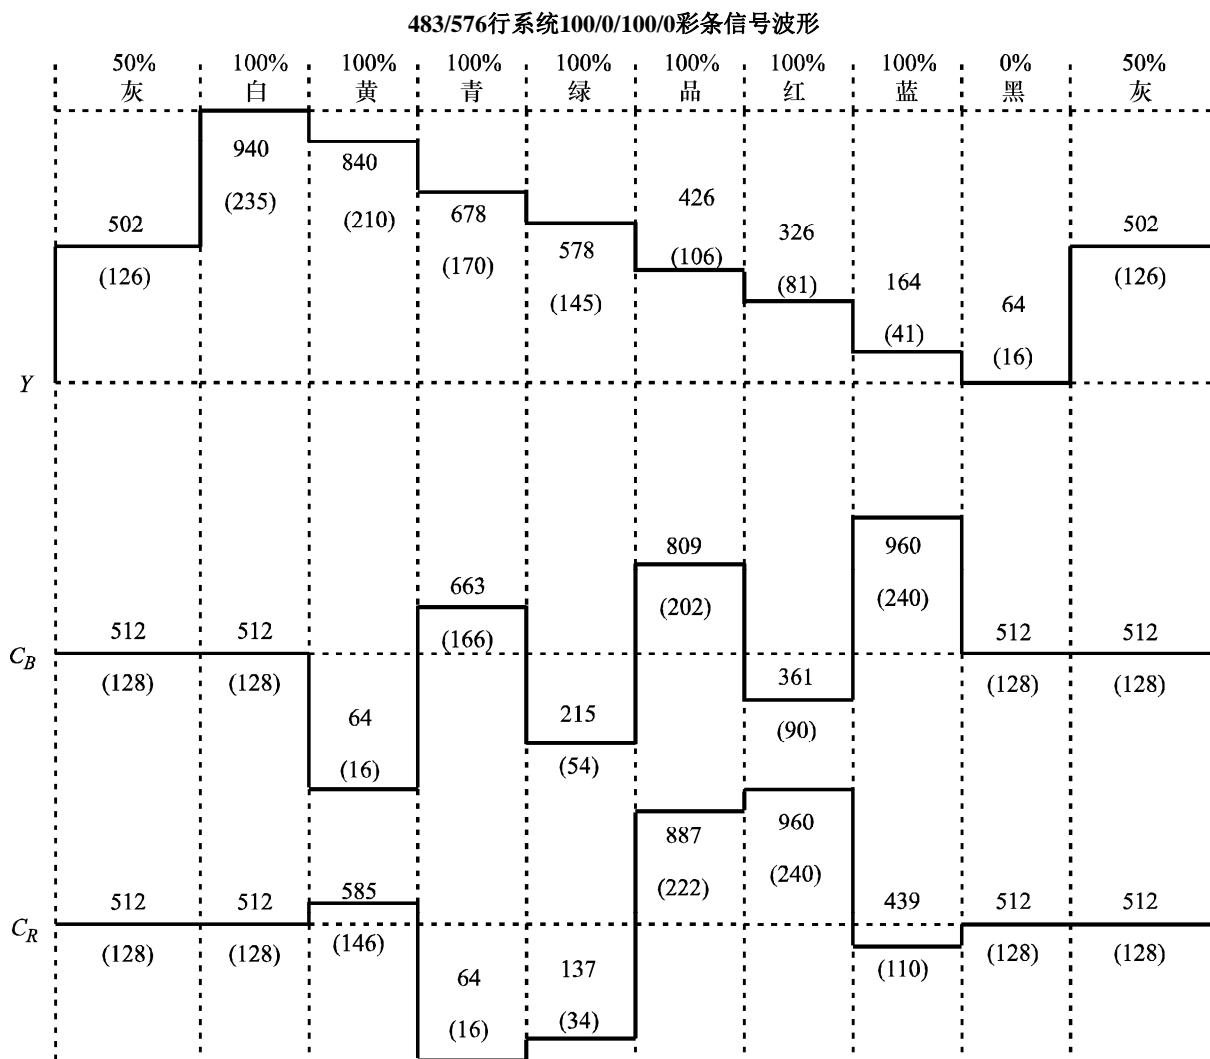 483/576行系统100/0/100/0彩条信号波形
50% 100% 100% 100% 100% 100% 100% 100% 0% 50%
灰 白 黄 青 绿 品 红 蓝 黑 灰
940 840 678 578 426 326 164 64
502 502
(235) (210) (170) (145) (106) (81) (41) (16)
(126) (126)
Y
512 512 64 663 215 809 361 960 512 512
C_B
(128) (128) (16) (166) (54) (202) (90) (240) (128) (128)
512 512 585 64 137 887 960 439 512 512
C_R
(128) (128) (146) (16) (34) (222) (240) (110) (128) (128)